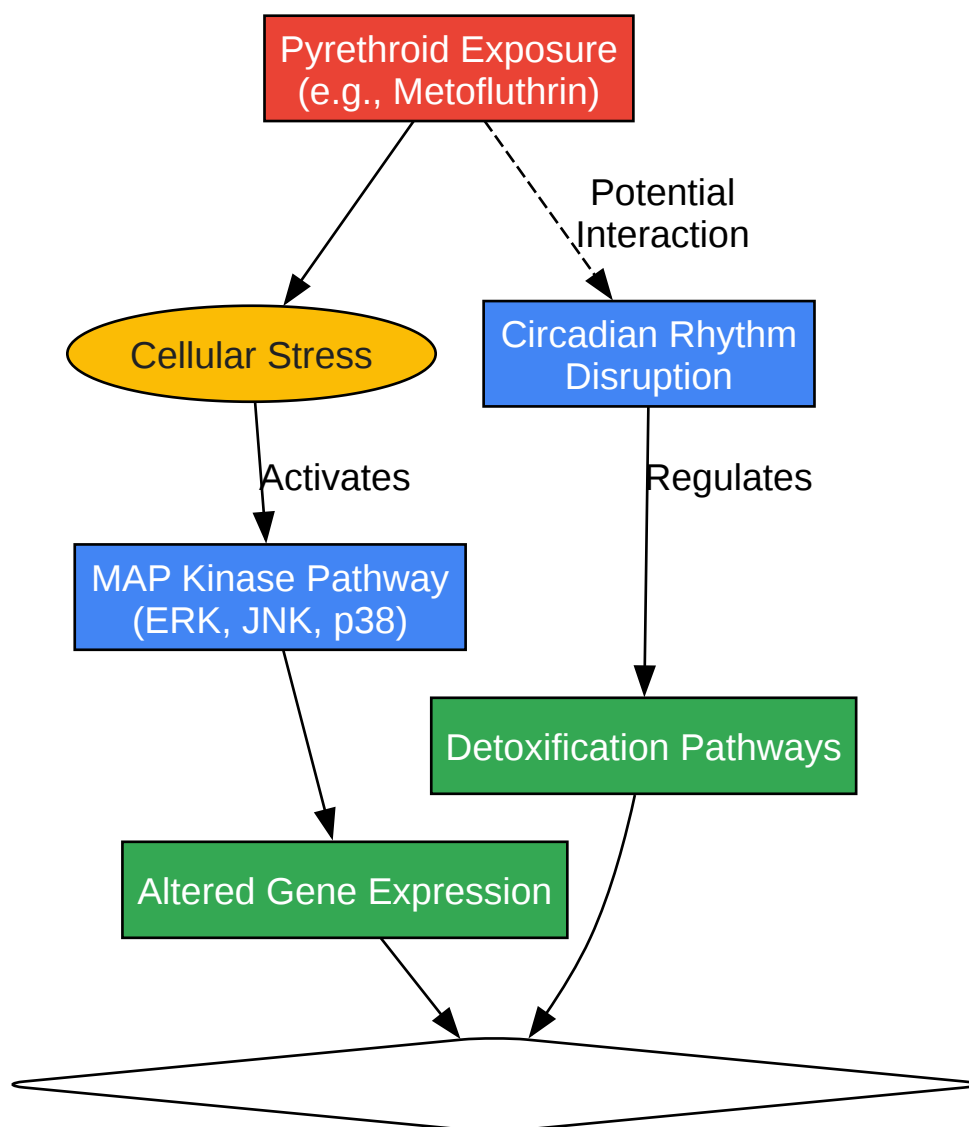 Pyrethroid Exposure
(e.g., Metofluthrin)
Potential
Interaction
Cellular Stress
Circadian Rhythm
Disruption
Activates
Regulates
MAP Kinase Pathway
(ERK, JNK, p38)
Detoxification Pathways
Altered Gene Expression